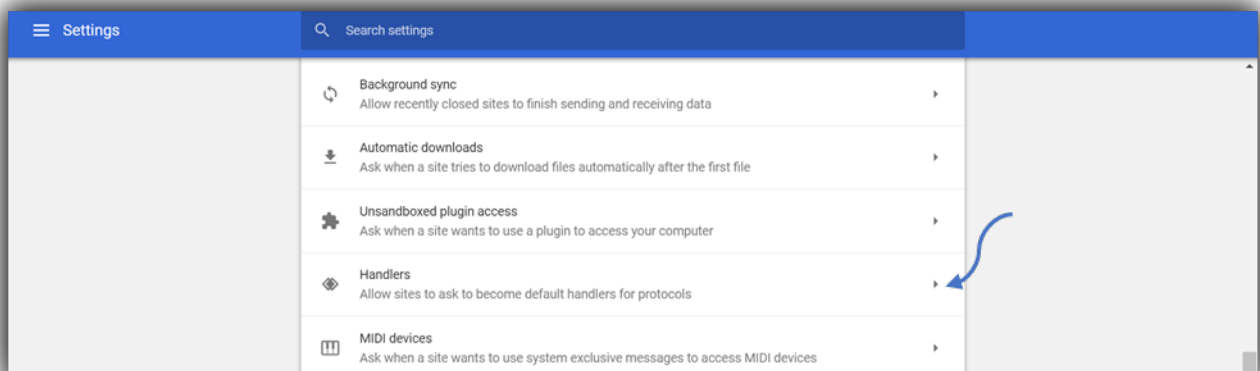 Settings
Search settings
Background sync
Allow recently closed sites to finish sending and receiving data
Automatic downloads
Ask when a site tries to download files automatically after the first file
Unsandboxed plugin access
Ask when a site wants to use a plugin to access your computer
Handlers
Allow sites to ask to become default handlers for protocols
MIDI devices
Ask when a site wants to use system exclusive messages to access MIDI devices